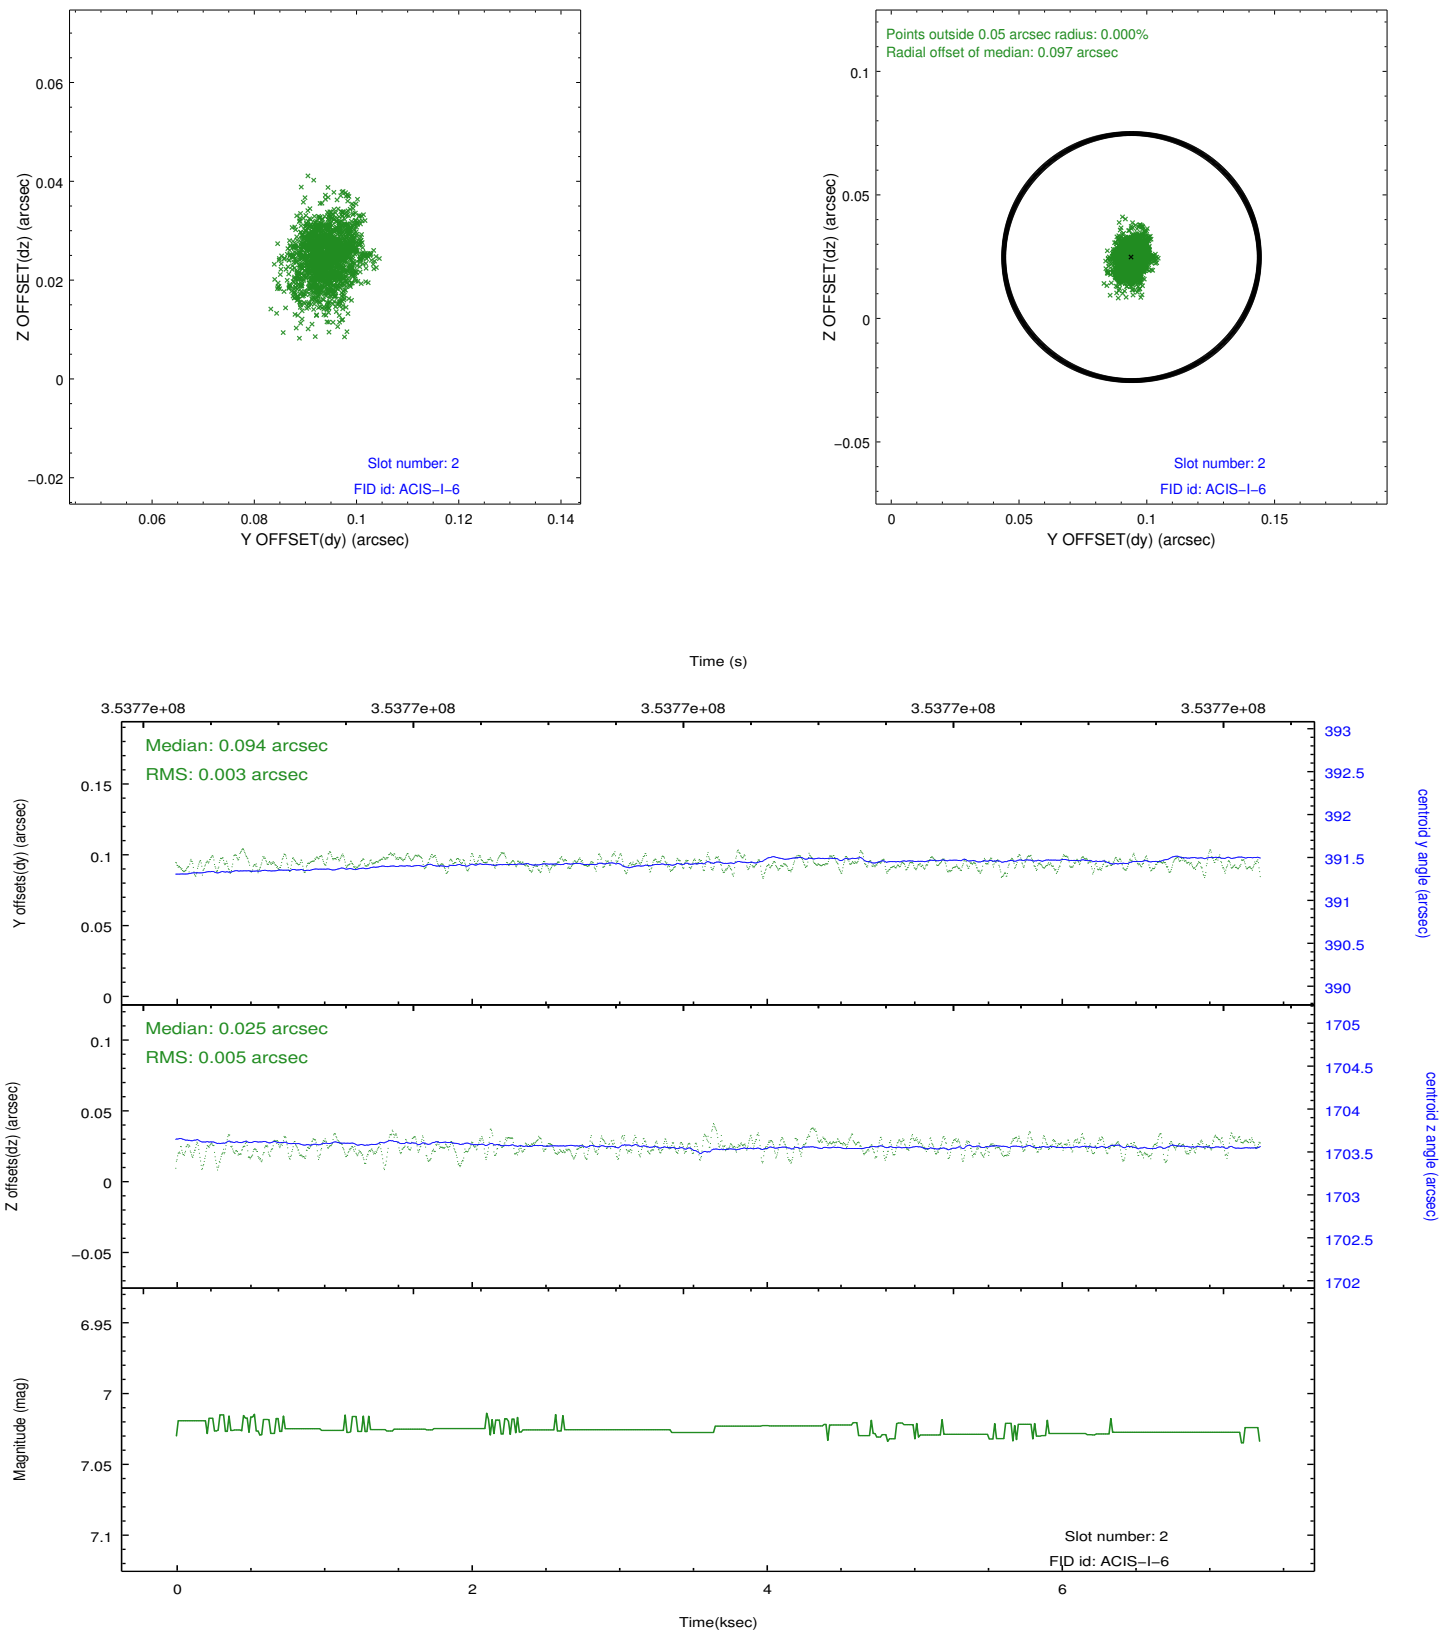 0.06
0.04
0.02
0
−0.02
Z OFFSET(dz) (arcsec)
Slot number: 2
FID id: ACIS−I−6
0.06
0.08
0.1
0.12
0.14
Y OFFSET(dy) (arcsec)
Points outside 0.05 arcsec radius: 0.000%
Radial offset of median: 0.097 arcsec
0.1
0.05
0
−0.05
Z OFFSET(dz) (arcsec)
Slot number: 2
FID id: ACIS−I−6
0
0.05
0.1
0.15
Y OFFSET(dy) (arcsec)
Time (s)
3.5377e+08
3.5377e+08
3.5377e+08
3.5377e+08
3.5377e+08
Median: 0.094 arcsec
RMS: 0.003 arcsec
0.15
0.1
0.05
0
Y offsets(dy) (arcsec)
393
392.5
392
391.5
391
390.5
390
centroid y angle (arcsec)
Median: 0.025 arcsec
RMS: 0.005 arcsec
0.1
0.05
0
−0.05
Z offsets(dz) (arcsec)
1705
1704.5
1704
1703.5
1703
1702.5
1702
centroid z angle (arcsec)
6.95
7
7.05
7.1
Magnitude (mag)
Slot number: 2
FID id: ACIS−I−6
0
2
4
6
Time(ksec)